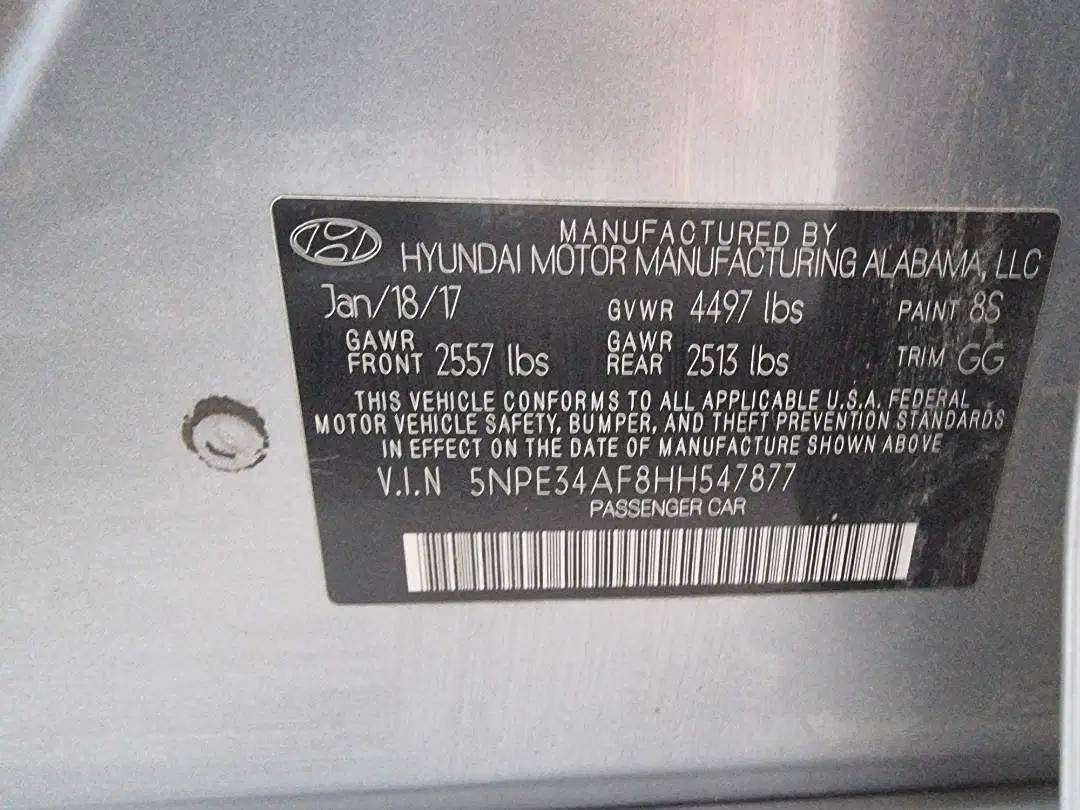 MANUFACTURED BY
HYUNDAI MOTOR MANUFACTURING ALABAMA, LLC
Jan/18/17 GVWR 4497 lbs PAINT 8S
GAWR FRONT 2557 lbs GAWR REAR 2513 lbs TRIM GG
THIS VEHICLE CONFORMS TO ALL APPLICABLE U.S.A. FEDERAL
MOTOR VEHICLE SAFETY, BUMPER, AND THEFT PREVENTION STANDARDS
IN EFFECT ON THE DATE OF MANUFACTURE SHOWN ABOVE
V.I.N 5NPE34AF8HH547877
PASSENGER CAR